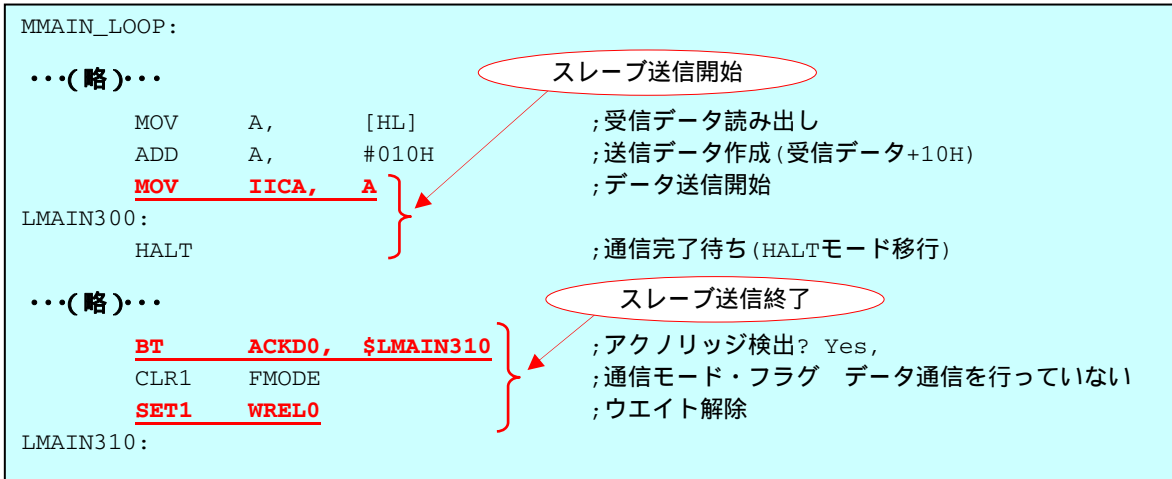 MMAIN_LOOP:
・・・(略)・・・
スレーブ送信開始
MOV A, [HL] ;受信データ読み出し
ADD A, #010H ;送信データ作成(受信データ+10H)
MOV IICA, A ;データ送信開始
LMAIN300:
HALT ;通信完了待ち(HALTモード移行)
・・・(略)・・・
スレーブ送信終了
BT ACKD0, $LMAIN310 ;アクノリッジ検出? Yes,
CLR1 FMODE ;通信モード・フラグ　データ通信を行っていない
SET1 WREL0 ;ウエイト解除
LMAIN310: